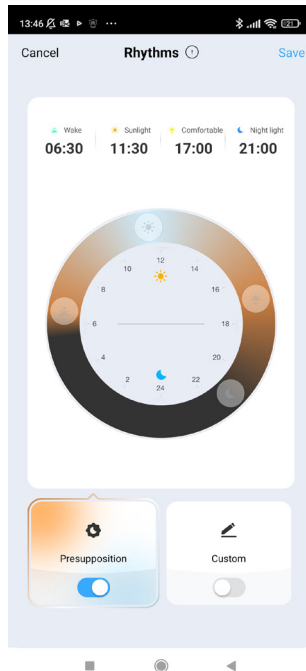 13:46
21
Cancel
Rhythms
Save
Wake
Sunlight
Comfortable
Night light
06:30
11:30
17:00
21:00
12
10
14
8
16
6
18
4
20
2
22
24
Presupposition
Custom